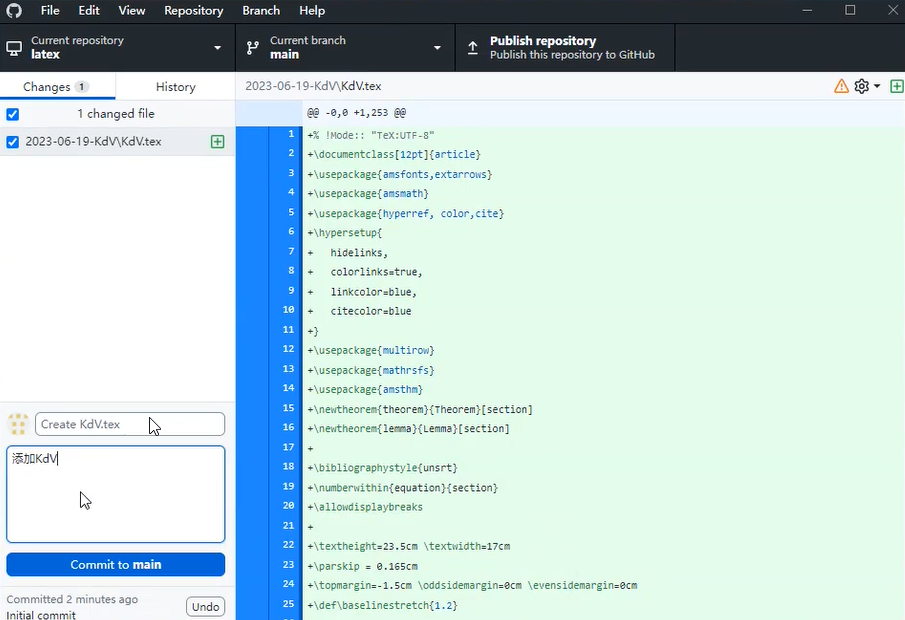 File Edit View Repository Branch Help
Current repository
latex
Current branch
main
Publish repository
Publish this repository to GitHub
Changes 1
History
1 changed file
2023-06-19-KdV\KdV.tex
Create KdV.tex
添加KdV
Commit to main
Committed 2 minutes ago
Initial commit
Undo
2023-06-19-KdV\KdV.tex
@@ -0,0 +1,253 @@
1 +% !Mode:: "TeX:UTF-8"
2 +\documentclass[12pt]{article}
3 +\usepackage{amsfonts,extarrows}
4 +\usepackage{amsmath}
5 +\usepackage{hyperref, color,cite}
6 +\hypersetup{
7 + hidelinks,
8 + colorlinks=true,
9 + linkcolor=blue,
10 + citecolor=blue
11 +}
12 +\usepackage{multirow}
13 +\usepackage{mathrsfs}
14 +\usepackage{amsthm}
15 +\newtheorem{theorem}{Theorem}[section]
16 +\newtheorem{lemma}{Lemma}[section]
17 +
18 +\bibliographystyle{unsrt}
19 +\numberwithin{equation}{section}
20 +\allowdisplaybreaks
21 +
22 +\textheight=23.5cm \textwidth=17cm
23 +\parskip = 0.165cm
24 +\topmargin=-1.5cm \oddsidemargin=0cm \evensidemargin=0cm
25 +\def\baselinestretch{1.2}